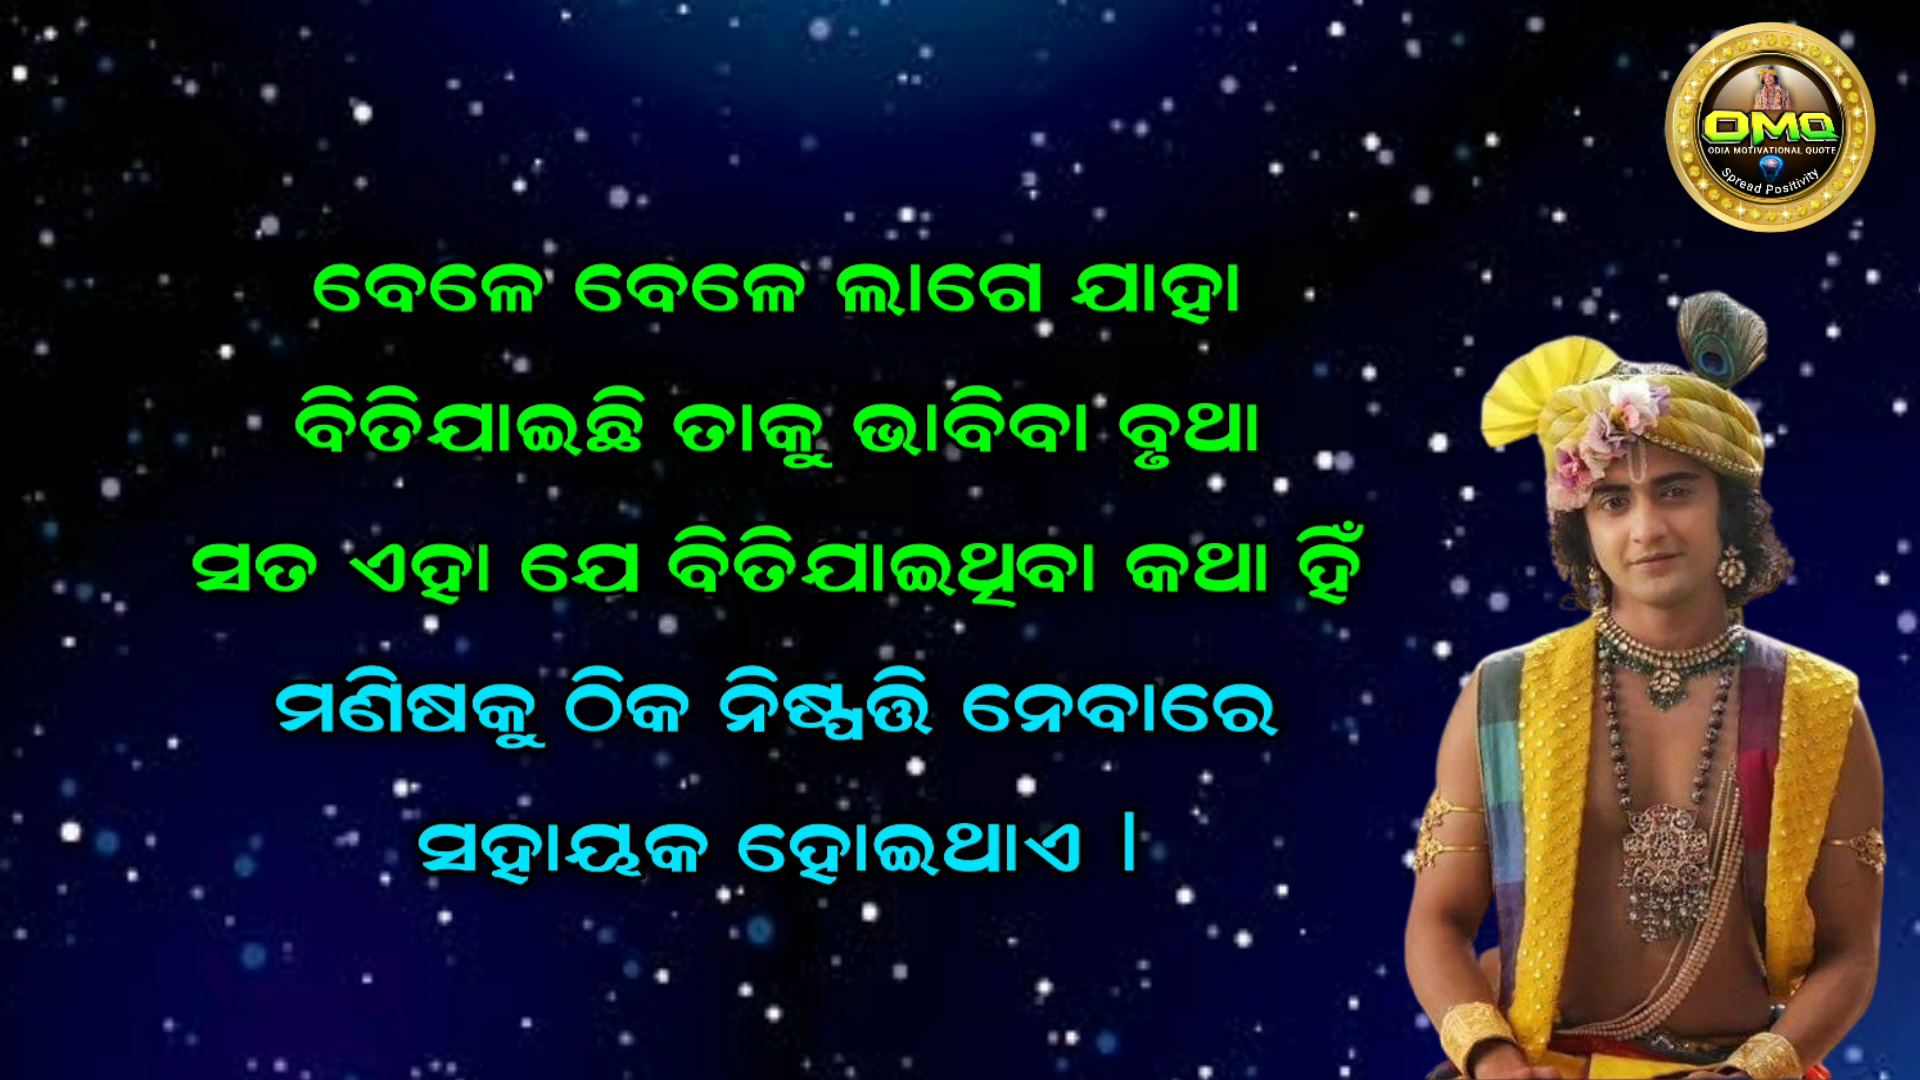 OMQ
ODIA MOTIVATIONAL QUOTE
Spread Positivity
ବେଳେ ବେଳେ ଲାଗେ ଯାହା
ବିତିଯାଇଛି ତାକୁ ଭାବିବା ବୃଥା
ସତ ଏହା ଯେ ବିତିଯାଇଥିବା କଥା ହିଁ
ମଣିଷକୁ ଠିକ ନିଷ୍ପତ୍ତି ନେବାରେ
ସହାୟକ ହୋଇଥାଏ |